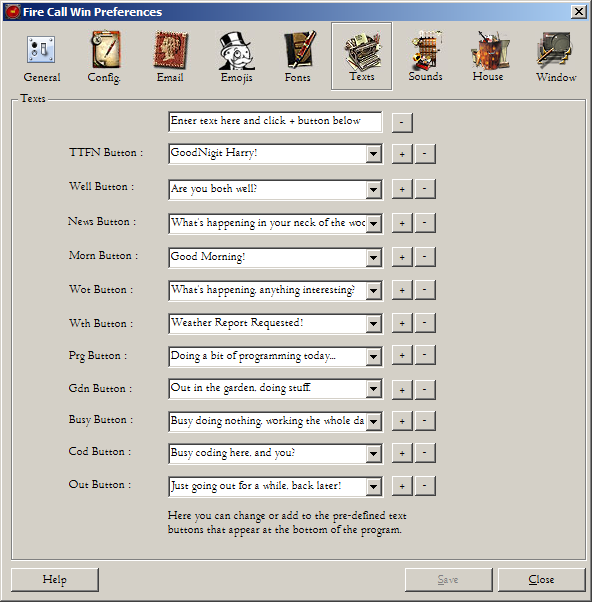 Fire Call Win Preferences
General Config. Email Emojis Fonts Texts Sounds House Window
Texts
Enter text here and click + button below -
TTFN Button : GoodNigit Harry! + -
Well Button : Are you both well? + -
News Button : What's happening in your neck of the woo + -
Morn Button : Good Morning! + -
Wot Button : What's happening, anything interesting? + -
Wth Button : Weather Report Requested! + -
Prg Button : Doing a bit of programming today... + -
Gdn Button : Out in the garden, doing stuff. + -
Busy Button : Busy doing nothing, working the whole da + -
Cod Button : Busy coding here, and you? + -
Out Button : Just going out for a while, back later! + -
Here you can change or add to the pre-defined text
buttons that appear at the bottom of the program.
Help Save Close